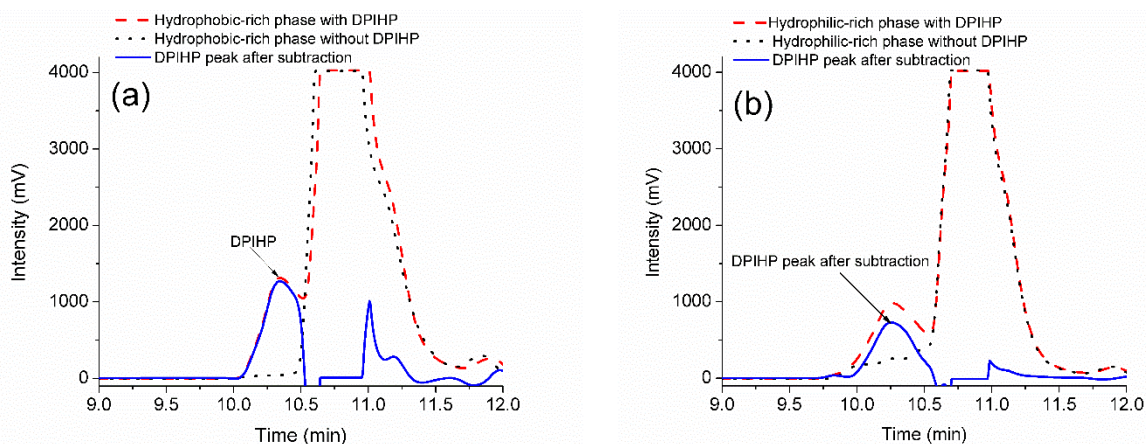 Hydrophobic-rich phase with DPIHP
Hydrophobic-rich phase without DPIHP
DPIHP peak after subtraction
4000
(a)
3000
Intensity (mV)
2000
DPIHP
1000
0
9.0 9.5 10.0 10.5 11.0 11.5 12.0
Time (min)
Hydrophilic-rich phase with DPIHP
Hydrophilic-rich phase without DPIHP
DPIHP peak after subtraction
4000
(b)
3000
Intensity (mV)
2000
DPIHP peak after subtraction
1000
0
9.0 9.5 10.0 10.5 11.0 11.5 12.0
Time (min)